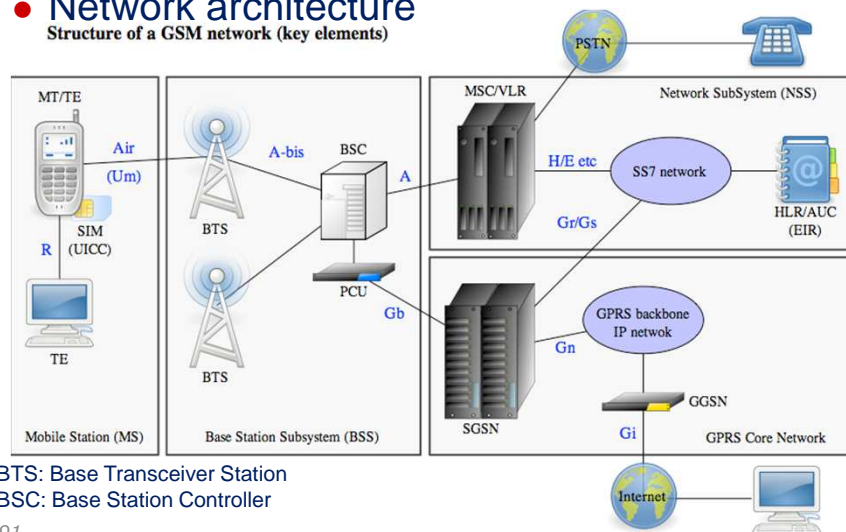 ● Network architecture
Structure of a GSM network (key elements)
PSTN
MT/TE
Air
(Um)
SIM
(UICC)
R
TE
Mobile Station (MS)
A-bis
BTS
BTS
BSC
PCU
Base Station Subsystem (BSS)
A
Gb
MSC/VLR
Network SubSystem (NSS)
H/E etc
SS7 network
HLR/AUC
(EIR)
Gr/Gs
SGSN
Gn
GPRS backbone
IP netwok
GGSN
Gi
GPRS Core Network
Internet
BTS: Base Transceiver Station
BSC: Base Station Controller